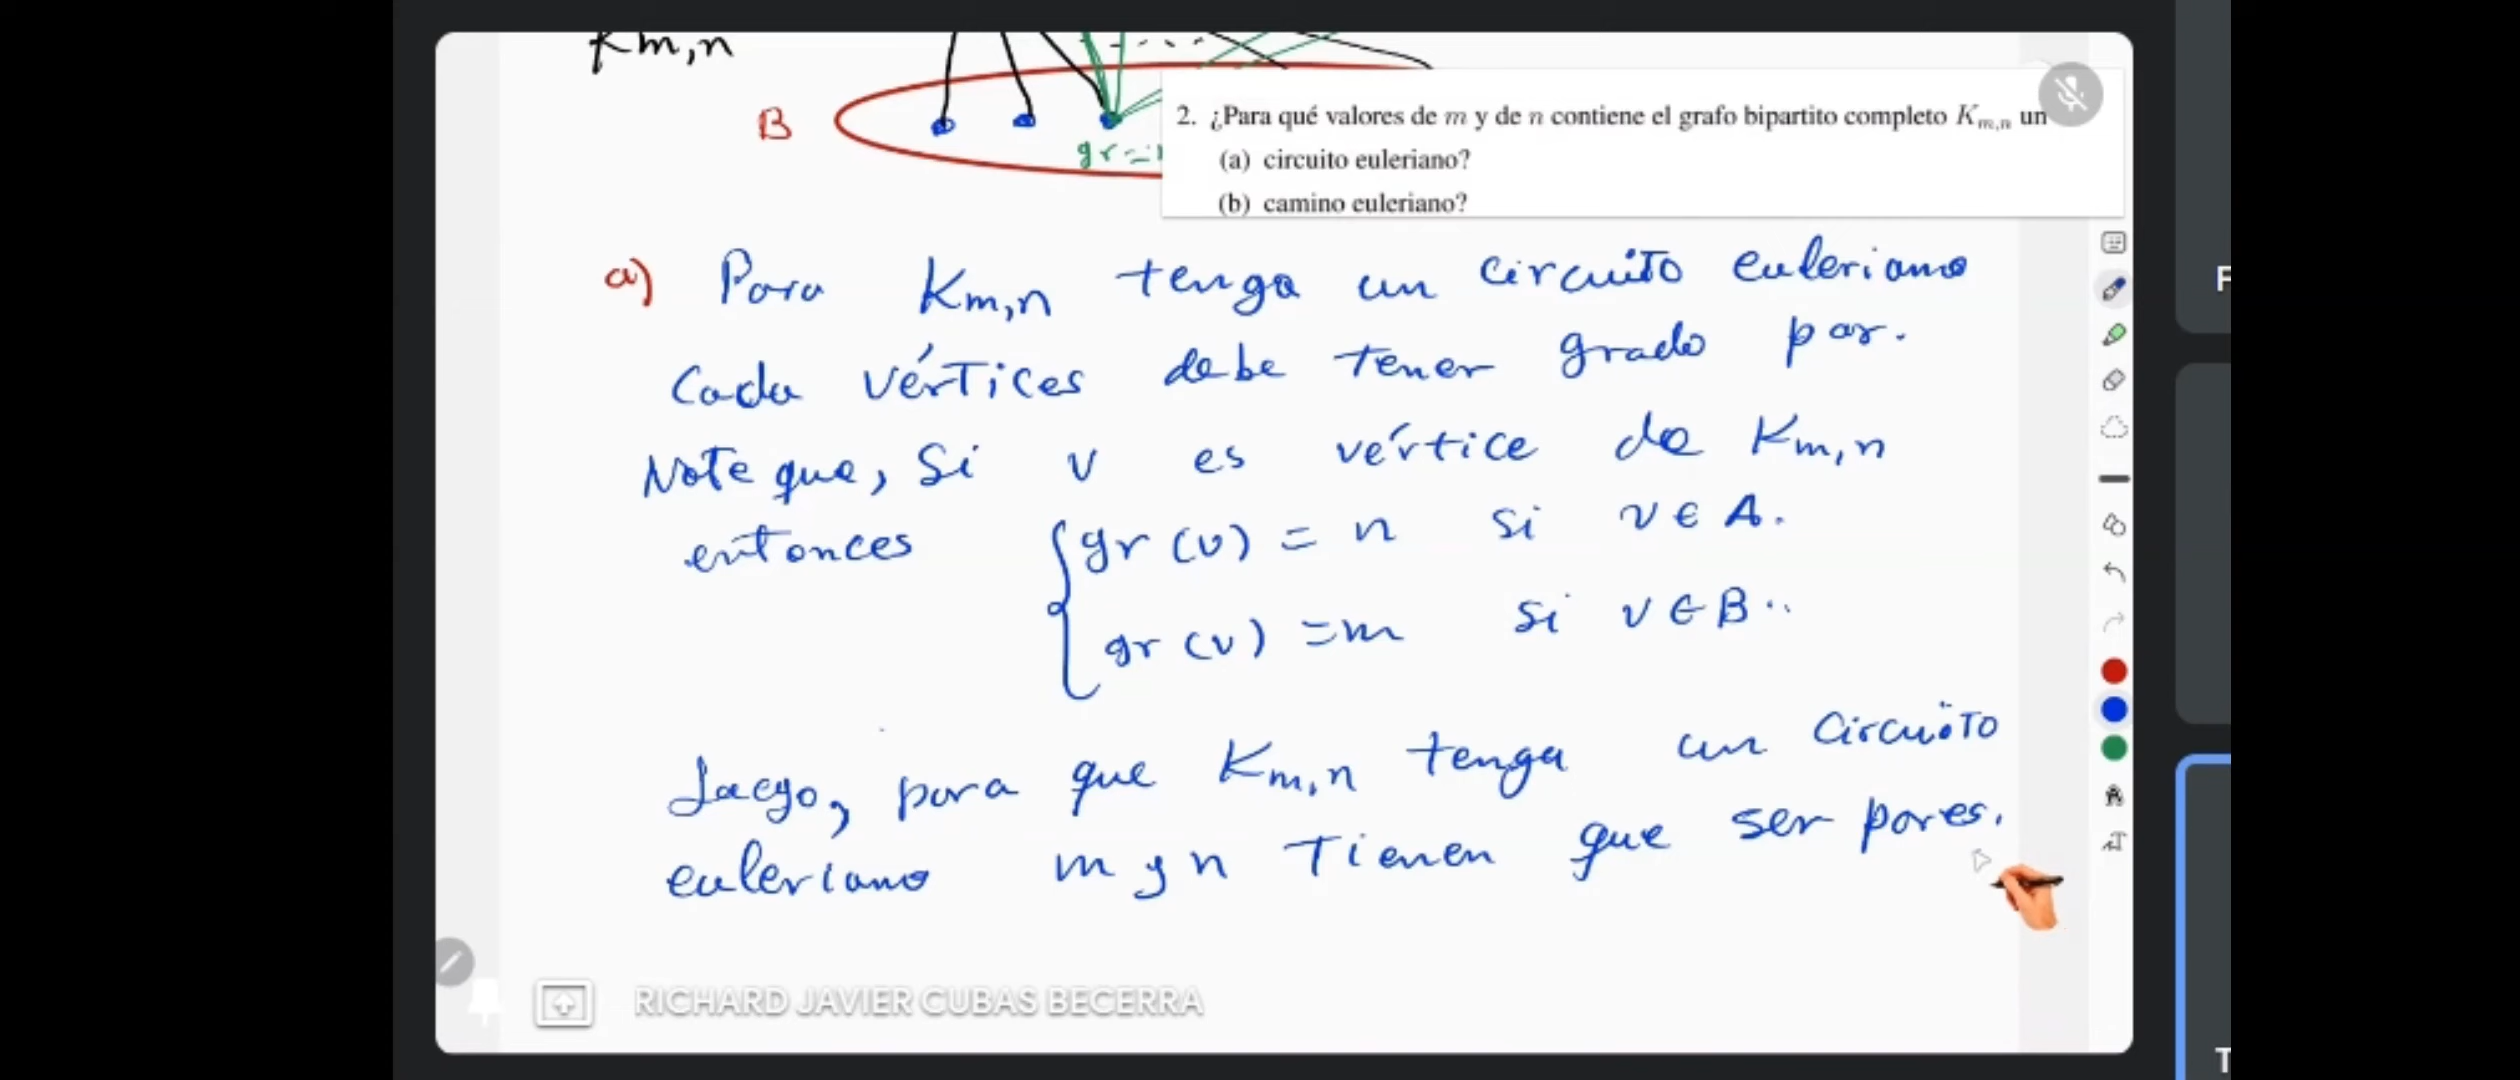 Km,n
B
gr=
2. ¿Para qué valores de m y de n contiene el grafo bipartito completo Km,n un
(a) circuito euleriano?
(b) camino euleriano?
a) Para Km,n tenga un circuito euleriano
Cada vértices debe tener grado par.
Note que, Si v es vértice de Km,n
entonces { gr (v) = n si v ∈ A.
gr (v) = m si v ∈ B..
Luego, para que Km,n tenga un Circuito
euleriano m y n Tienen que ser pares.
RICHARD JAVIER CUBAS BECERRA
F
T